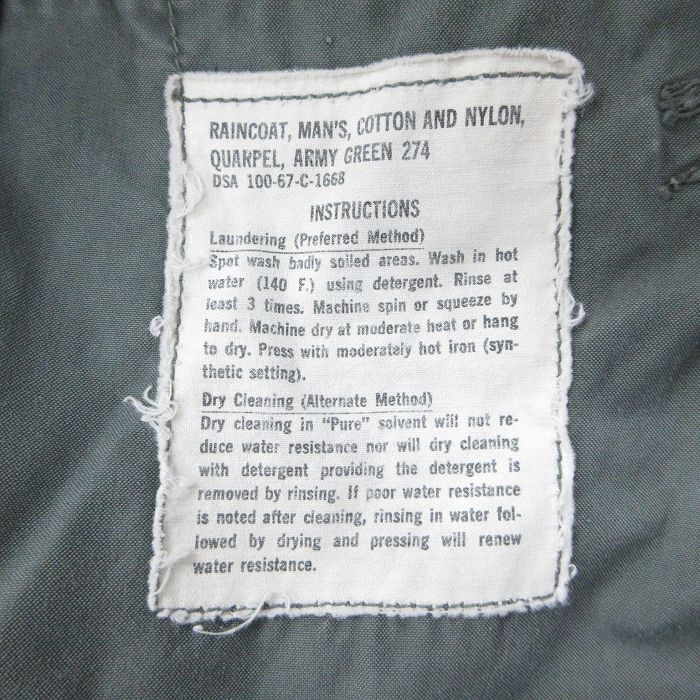 RAINCOAT, MAN'S, COTTON AND NYLON,
QUARPEL, ARMY GREEN 274
DSA 100-67-C-1668
INSTRUCTIONS
Laundering (Preferred Method)
Spot wash badly soiled areas. Wash in hot
water (140 F.) using detergent. Rinse at
least 3 times. Machine spin or squeeze by
hand. Machine dry at moderate heat or hang
to dry. Press with moderately hot iron (syn-
thetic setting).
Dry Cleaning (Alternate Method)
Dry cleaning in "Pure" solvent will not re-
duce water resistance nor will dry cleaning
with detergent providing the detergent is
removed by rinsing. If poor water resistance
is noted after cleaning, rinsing in water fol-
lowed by drying and pressing will renew
water resistance.